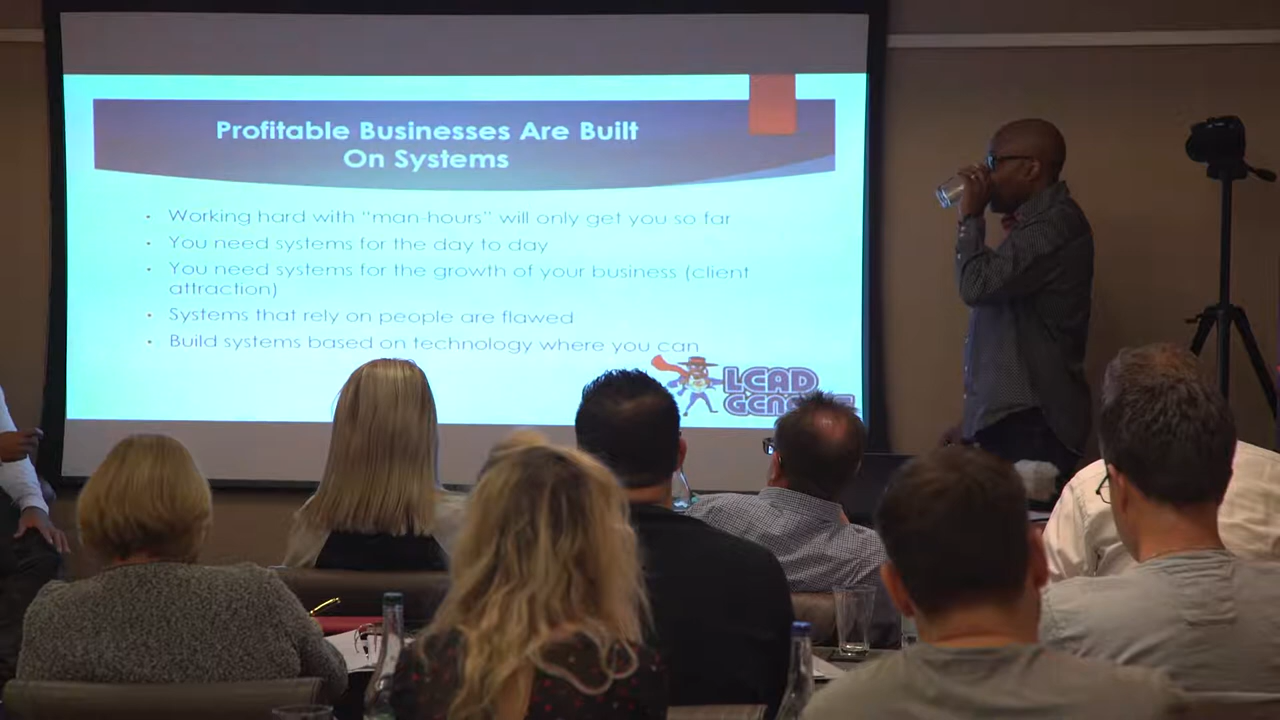 Profitable Businesses Are Built
On Systems
• Working hard with “man-hours” will only get you so far
• You need systems for the day to day
• You need systems for the growth of your business (client
attraction)
• Systems that rely on people are flawed
• Build systems based on technology where you can
LEAD